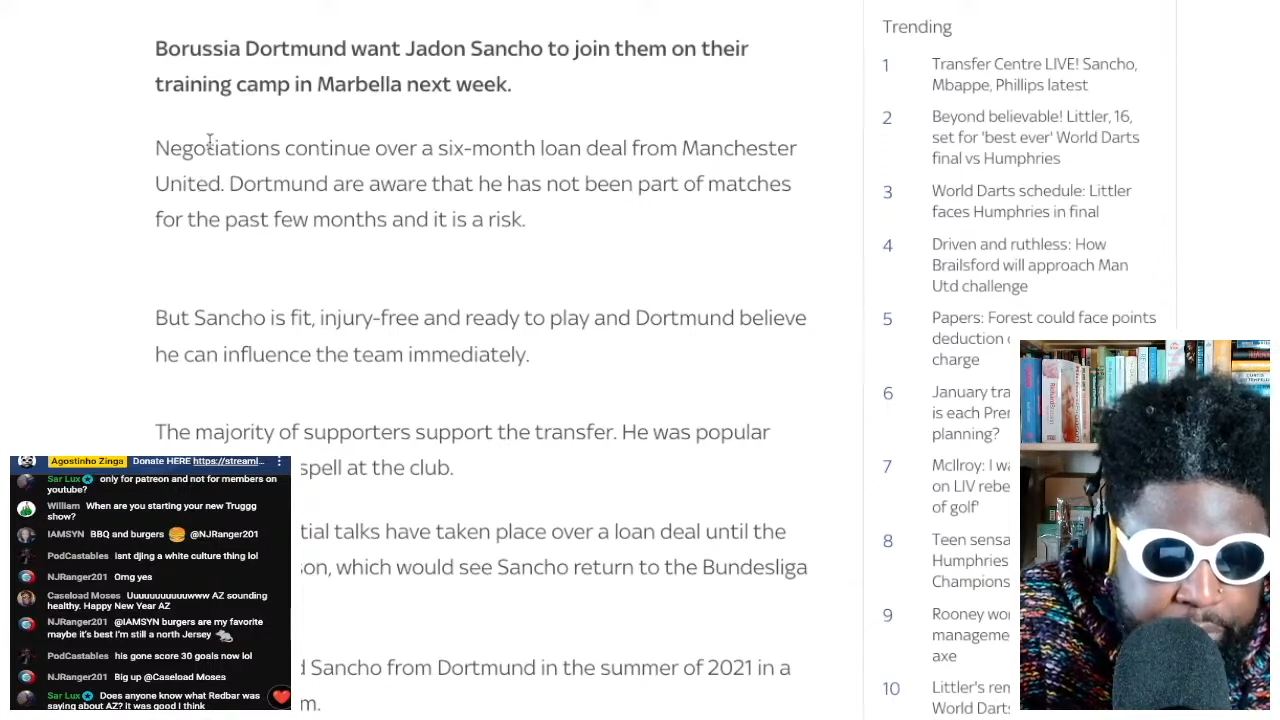 Borussia Dortmund want Jadon Sancho to join them on their
training camp in Marbella next week.
Negotiations continue over a six-month loan deal from Manchester
United. Dortmund are aware that he has not been part of matches
for the past few months and it is a risk.
But Sancho is fit, injury-free and ready to play and Dortmund believe
he can influence the team immediately.
The majority of supporters support the transfer. He was popular
spell at the club.
tial talks have taken place over a loan deal until the
son, which would see Sancho return to the Bundesliga
d Sancho from Dortmund in the summer of 2021 in a
m.
Trending
1 Transfer Centre LIVE! Sancho,
Mbappe, Phillips latest
2 Beyond believable! Littler, 16,
set for 'best ever' World Darts
final vs Humphries
3 World Darts schedule: Littler
faces Humphries in final
4 Driven and ruthless: How
Brailsford will approach Man
Utd challenge
5 Papers: Forest could face points
deduction
charge
6 January tra
is each Prem
planning?
7 McIlroy: I wa
on LIV rebe
of golf'
8 Teen sensa
Humphries
Champions
9 Rooney wo
manageme
axe
10 Littler's rem
World Darts
Agostinho Zinga Donate HERE https://streaml...
Sar Lux only for patreon and not for members on
youtube?
William When are you starting your new Truggg
show?
IAMSYN BBQ and burgers 🍔 @NJRanger201
PodCastables Isnt djing a white culture thing lol
NJRanger201 Omg yes
Caseload Moses Uuuuuuuuuuwww AZ sounding
healthy. Happy New Year AZ
NJRanger201 @IAMSYN burgers are my favorite
maybe it's best I'm still a north Jersey 🐀
PodCastables his gone score 30 goals now lol
NJRanger201 Big up @Caseload Moses
Sar Lux Does anyone know what Redbar was
saying about AZ? It was good I think